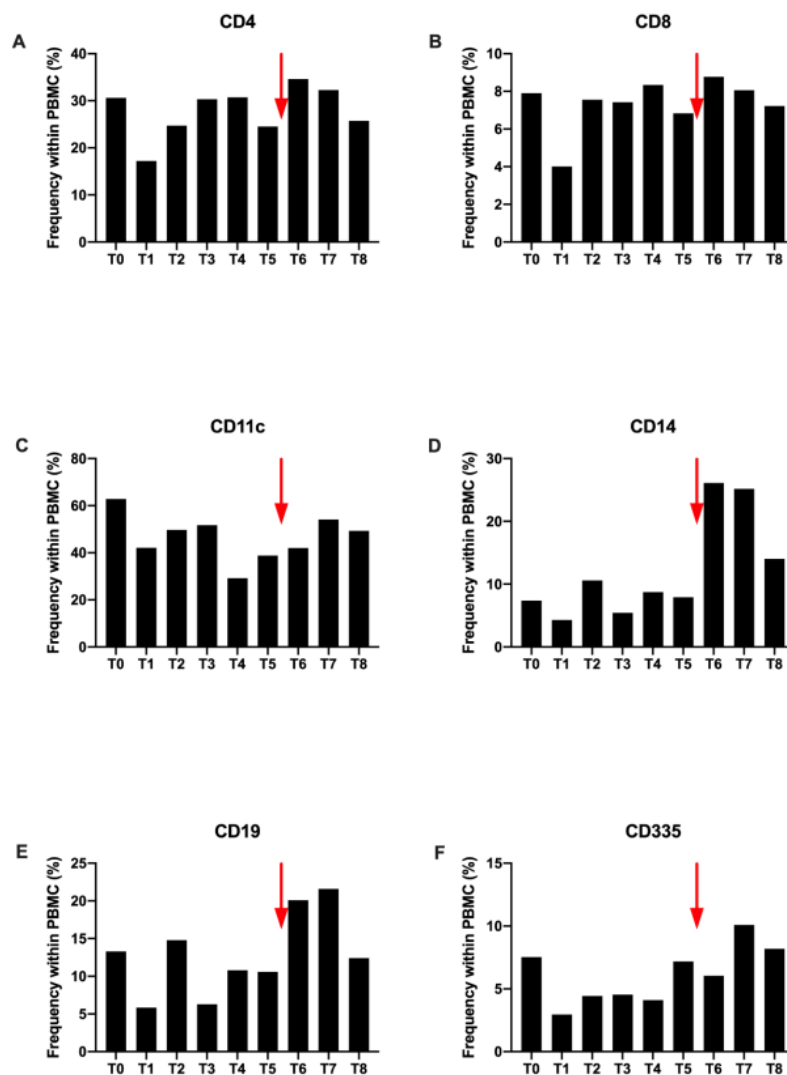 A
CD4
Frequency within PBMC (%)
40
30
20
10
0
T0 T1 T2 T3 T4 T5 T6 T7 T8
B
CD8
Frequency within PBMC (%)
10
8
6
4
2
0
T0 T1 T2 T3 T4 T5 T6 T7 T8
C
CD11c
Frequency within PBMC (%)
80
60
40
20
0
T0 T1 T2 T3 T4 T5 T6 T7 T8
D
CD14
Frequency within PBMC (%)
30
20
10
0
T0 T1 T2 T3 T4 T5 T6 T7 T8
E
CD19
Frequency within PBMC (%)
25
20
15
10
5
0
T0 T1 T2 T3 T4 T5 T6 T7 T8
F
CD335
Frequency within PBMC (%)
15
10
5
0
T0 T1 T2 T3 T4 T5 T6 T7 T8